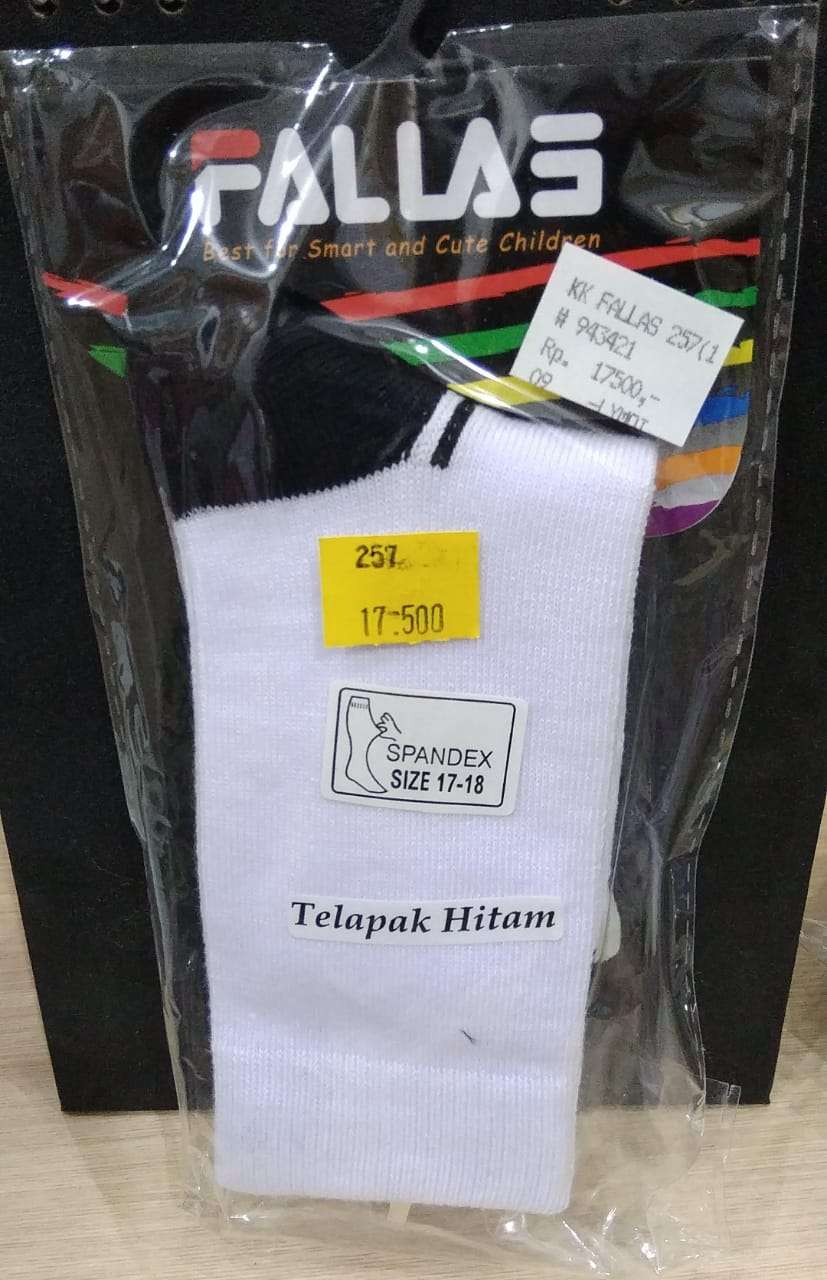 FALLAS
Best for Smart and Cute Children
KK FALLAS 257(1
# 943421
Rp. 17500,-
09
257
17.500
SPANDEX
SIZE 17-18
Telapak Hitam